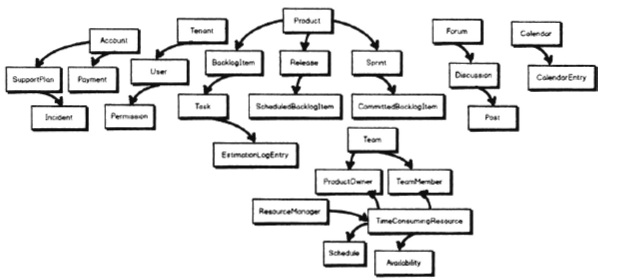 Product
Tenant
Account
Forum
Calendar
BacklogItem
Release
Sprint
SupportPlan
Payment
User
Discussion
CalendarEntry
Task
ScheduledBacklogItem
CommittedBacklogItem
Incident
Permission
Post
Team
EstimationLogEntry
ProductOwner
TeamMember
ResourceManager
TimeConsumingResource
Schedule
Availability